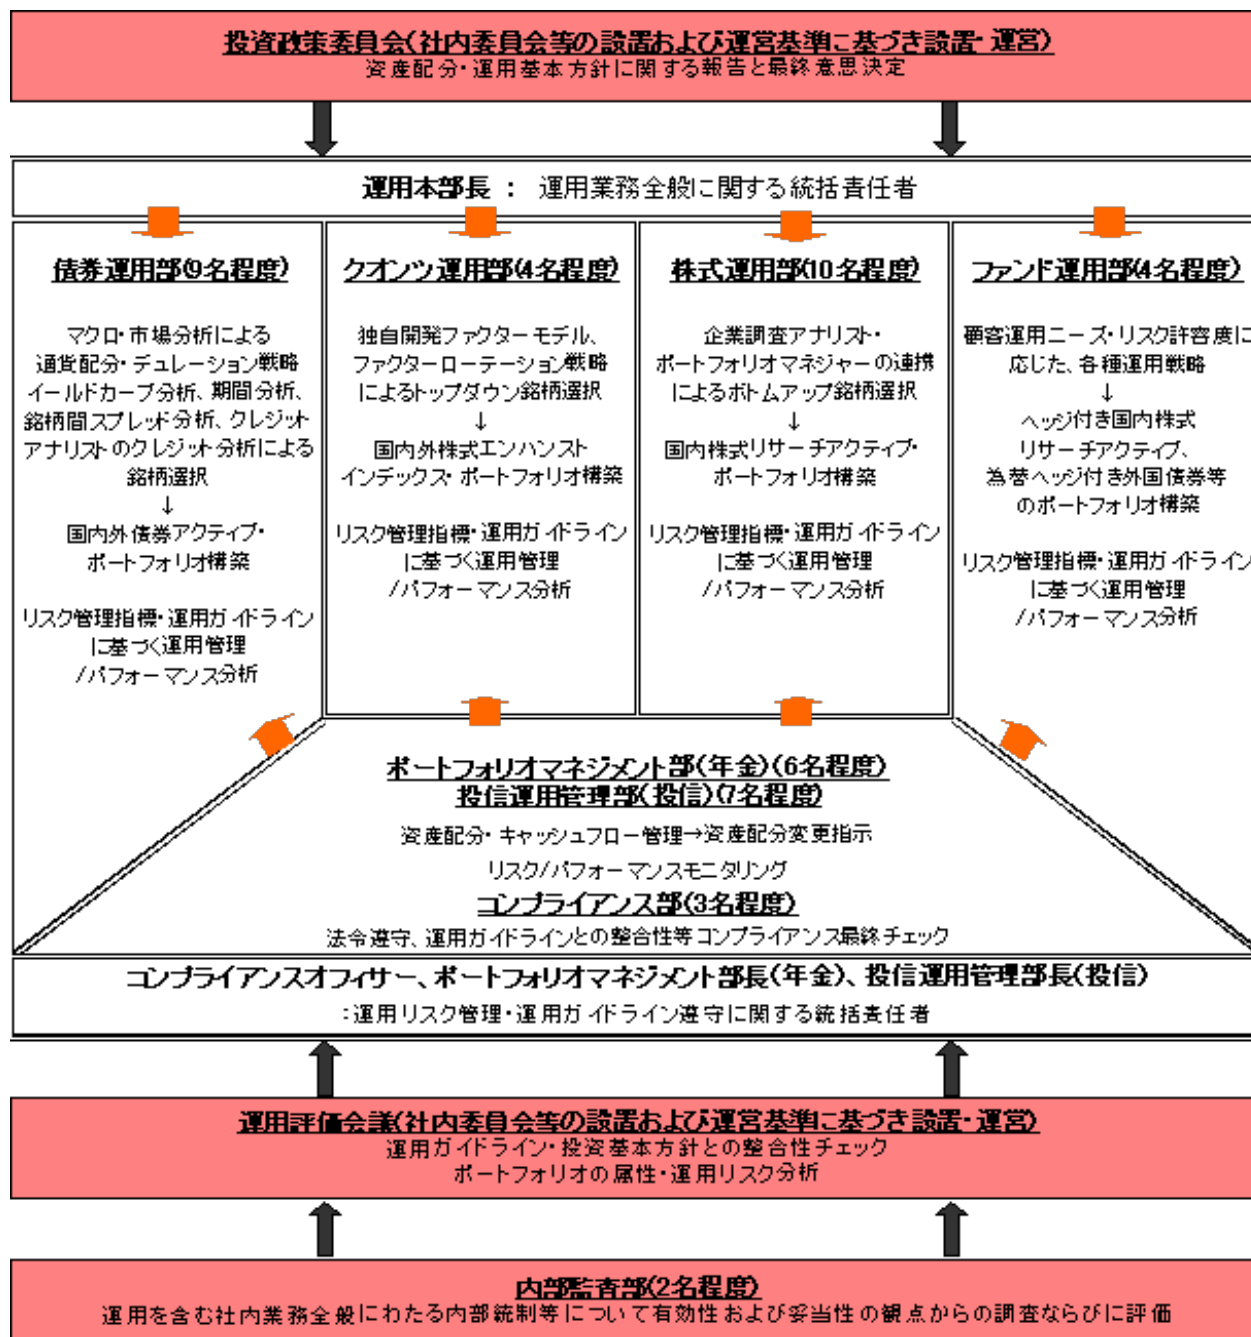 投資政策委員会(社内委員会等の設置および運営基準に基づき設置・運営)
資産配分・運用基本方針に関する報告と最終意思決定
運用本部長 : 運用業務全般に関する統括責任者
債券運用部(9名程度)
マクロ・市場分析による
通貨配分・デュレーション戦略
イールドカーブ分析、期間分析、
銘柄間スプレッド分析、クレジット
アナリストのクレジット分析による
銘柄選択
↓
国内外債券アクティブ・
ポートフォリオ構築
リスク管理指標・運用ガイドライン
に基づく運用管理
/パフォーマンス分析
クオンツ運用部(4名程度)
独自開発ファクターモデル、
ファクターローテーション戦略
によるトップダウン銘柄選択
↓
国内外株式エンハンスト
インデックス・ポートフォリオ構築
リスク管理指標・運用ガイドライン
に基づく運用管理
/パフォーマンス分析
株式運用部(10名程度)
企業調査アナリスト・
ポートフォリオマネジャーの連携
によるボトムアップ銘柄選択
↓
国内株式リサーチアクティブ・
ポートフォリオ構築
リスク管理指標・運用ガイドライン
に基づく運用管理
/パフォーマンス分析
ファンド運用部(4名程度)
顧客運用ニーズ・リスク許容度に
応じた、各種運用戦略
↓
ヘッジ付き国内株式
リサーチアクティブ、
為替ヘッジ付き外国債券等
のポートフォリオ構築
リスク管理指標・運用ガイドライン
に基づく運用管理
/パフォーマンス分析
ポートフォリオマネジメント部(年金)(6名程度)
投信運用管理部(投信)(7名程度)
資産配分・キャッシュフロー管理→資産配分変更指示
リスク/パフォーマンスモニタリング
コンプライアンス部(3名程度)
法令遵守、運用ガイドラインとの整合性等コンプライアンス最終チェック
コンプライアンスオフィサー、ポートフォリオマネジメント部長(年金)、投信運用管理部長(投信)
:運用リスク管理・運用ガイドライン遵守に関する統括責任者
運用評価会議(社内委員会等の設置および運営基準に基づき設置・運営)
運用ガイドライン・投資基本方針との整合性チェック
ポートフォリオの属性・運用リスク分析
内部監査部(2名程度)
運用を含む社内業務全般にわたる内部統制等について有効性および妥当性の観点からの調査ならびに評価